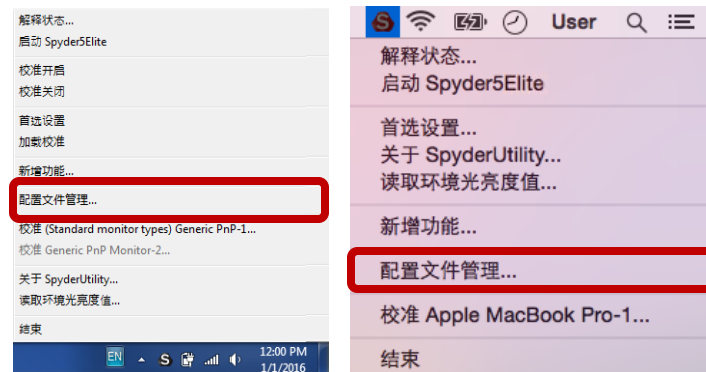 解释状态...
启动 Spyder5Elite
校准开启
校准关闭
首选设置
加载校准
新增功能...
配置文件管理...
校准 (Standard monitor types) Generic PnP-1...
校准 Generic PnP Monitor-2...
关于 SpyderUtility...
读取环境光亮度值...
结束
EN
S
12:00 PM
1/1/2016
S
User
解释状态...
启动 Spyder5Elite
首选设置...
关于 SpyderUtility...
读取环境光亮度值...
新增功能...
配置文件管理...
校准 Apple MacBook Pro-1...
结束